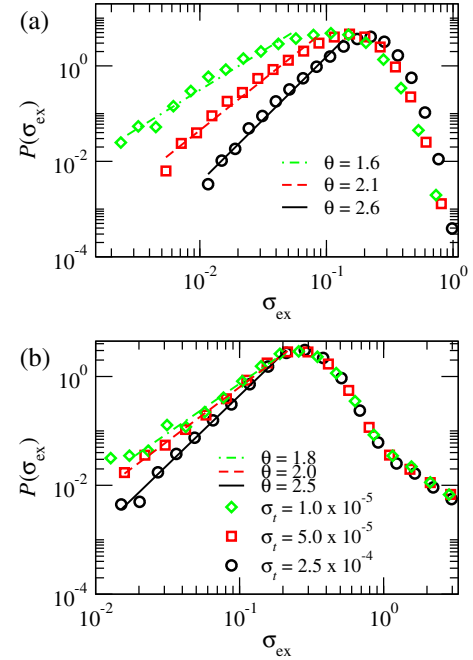 (a)
10^0
10^-2
10^-4
P(σ_ex)
θ = 1.6
θ = 2.1
θ = 2.6
10^-2
10^-1
10^0
σ_ex
(b)
10^0
10^-2
10^-4
P(σ_ex)
θ = 1.8
θ = 2.0
θ = 2.5
σ_t = 1.0 x 10^-5
σ_t = 5.0 x 10^-5
σ_t = 2.5 x 10^-4
10^-2
10^-1
10^0
σ_ex